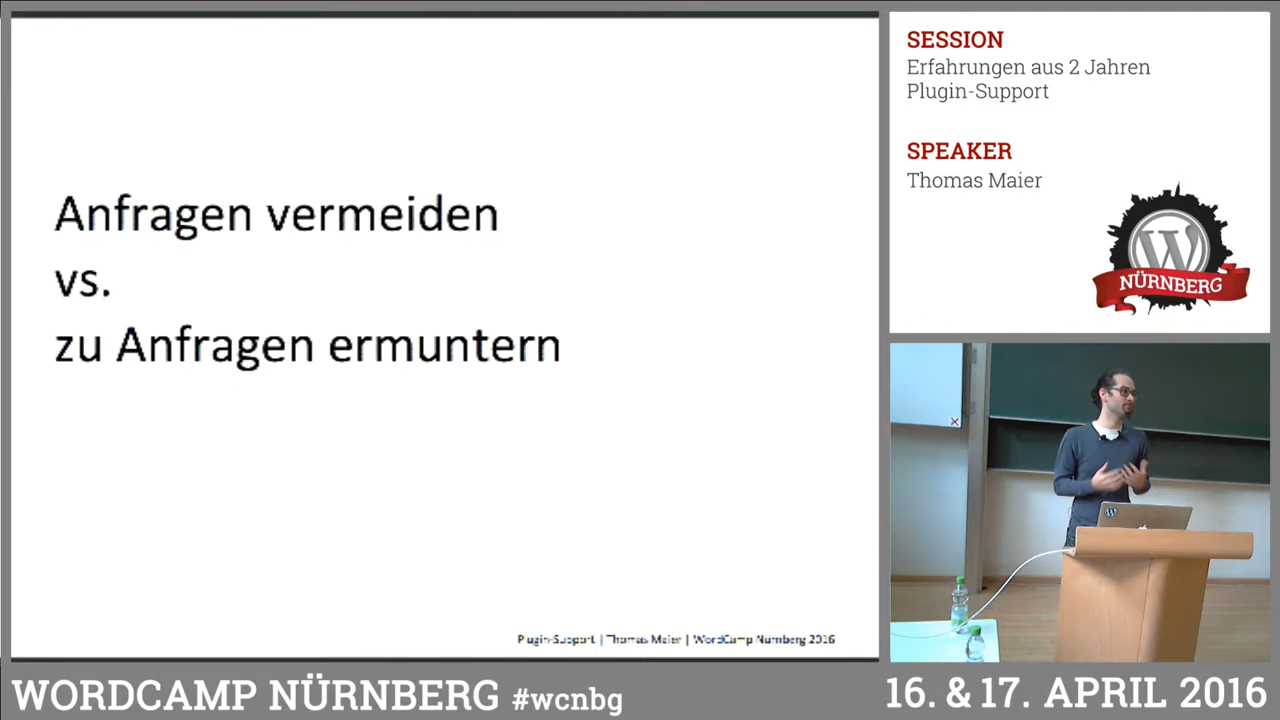 Anfragen vermeiden
vs.
zu Anfragen ermuntern
Plugin-Support | Thomas Maier | WordCamp Nürnberg 2016
SESSION
Erfahrungen aus 2 Jahren
Plugin-Support
SPEAKER
Thomas Maier
W
NÜRNBERG
WORDCAMP NÜRNBERG #wcnbg
16. & 17. APRIL 2016